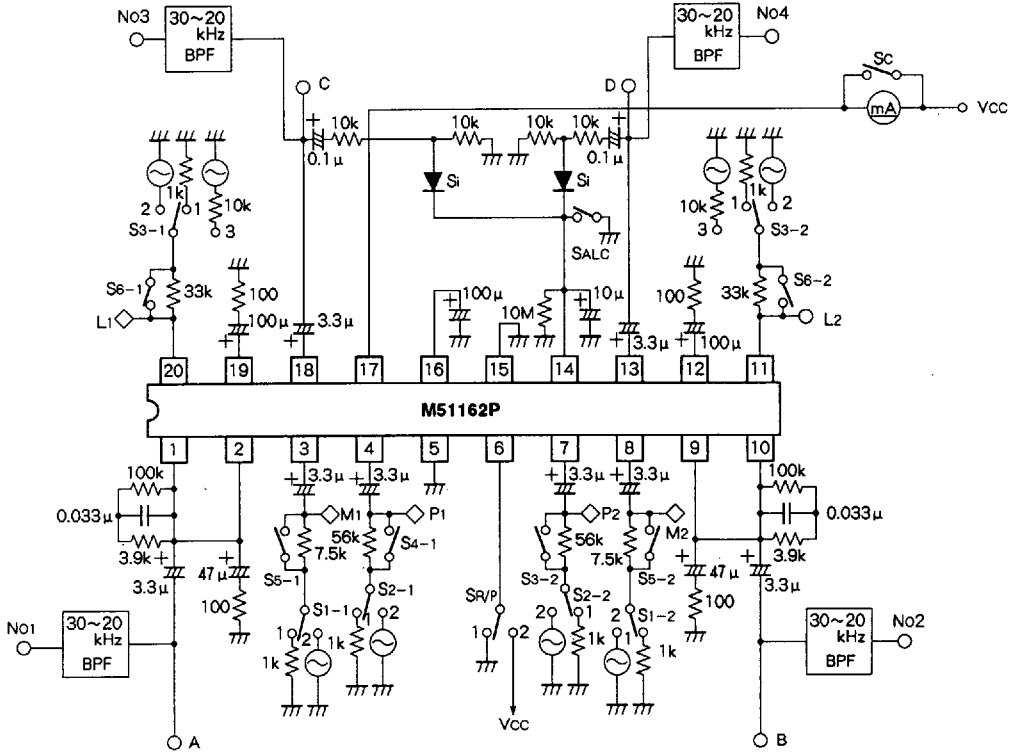 No3
30~20
kHz
BPF
C
D
30~20
kHz
BPF
No4
Sc
mA
Vcc
+
0.1μ
10k
10k
10k
10k
+
0.1μ
Si
Si
SALC
1k
2
1
10k
S3-1
3
S6-1
33k
L1
100
100μ
+
3.3μ
+
100μ
+
10M
10μ
+
+
3.3μ
100
100μ
+
1k
1
2
10k
3
S3-2
33k
S6-2
L2
20
19
18
17
16
15
14
13
12
11
M51162P
1
2
3
4
5
6
7
8
9
10
100k
0.033μ
3.9k
+
3.3μ
+
47μ
100
+
3.3μ
M1
7.5k
S5-1
S1-1
1
2
1k
+
3.3μ
P1
56k
S4-1
S2-1
1
2
1k
SR/P
1
2
Vcc
+
3.3μ
P2
56k
S3-2
S2-2
2
1
1k
+
3.3μ
M2
7.5k
S5-2
S1-2
2
1
1k
+
47μ
100
100k
0.033μ
3.9k
+
3.3μ
No1
30~20
kHz
BPF
A
30~20
kHz
BPF
No2
B